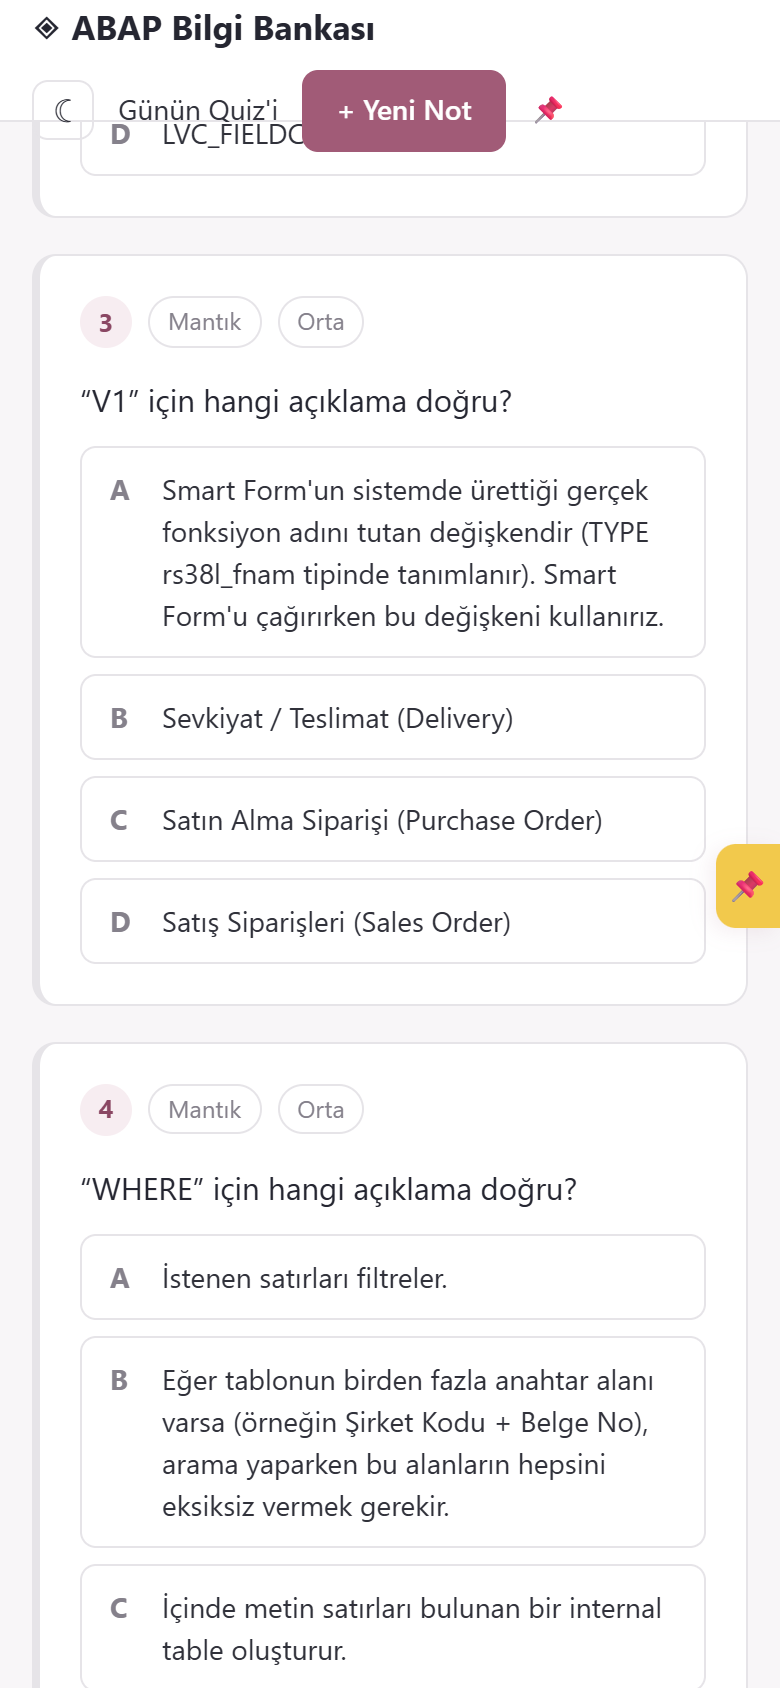 ABAP Bilgi Bankası
Günün Quiz'i
+ Yeni Not
D LVC_FIELDC
3 Mantık Orta
“V1” için hangi açıklama doğru?
A Smart Form'un sistemde ürettiği gerçek
fonksiyon adını tutan değişkendir (TYPE
rs38l_fnam tipinde tanımlanır). Smart
Form'u çağırırken bu değişkeni kullanırız.
B Sevkiyat / Teslimat (Delivery)
C Satın Alma Siparişi (Purchase Order)
D Satış Siparişleri (Sales Order)
4 Mantık Orta
“WHERE” için hangi açıklama doğru?
A İstenen satırları filtreler.
B Eğer tablonun birden fazla anahtar alanı
varsa (örneğin Şirket Kodu + Belge No),
arama yaparken bu alanların hepsini
eksiksiz vermek gerekir.
C İçinde metin satırları bulunan bir internal
table oluşturur.